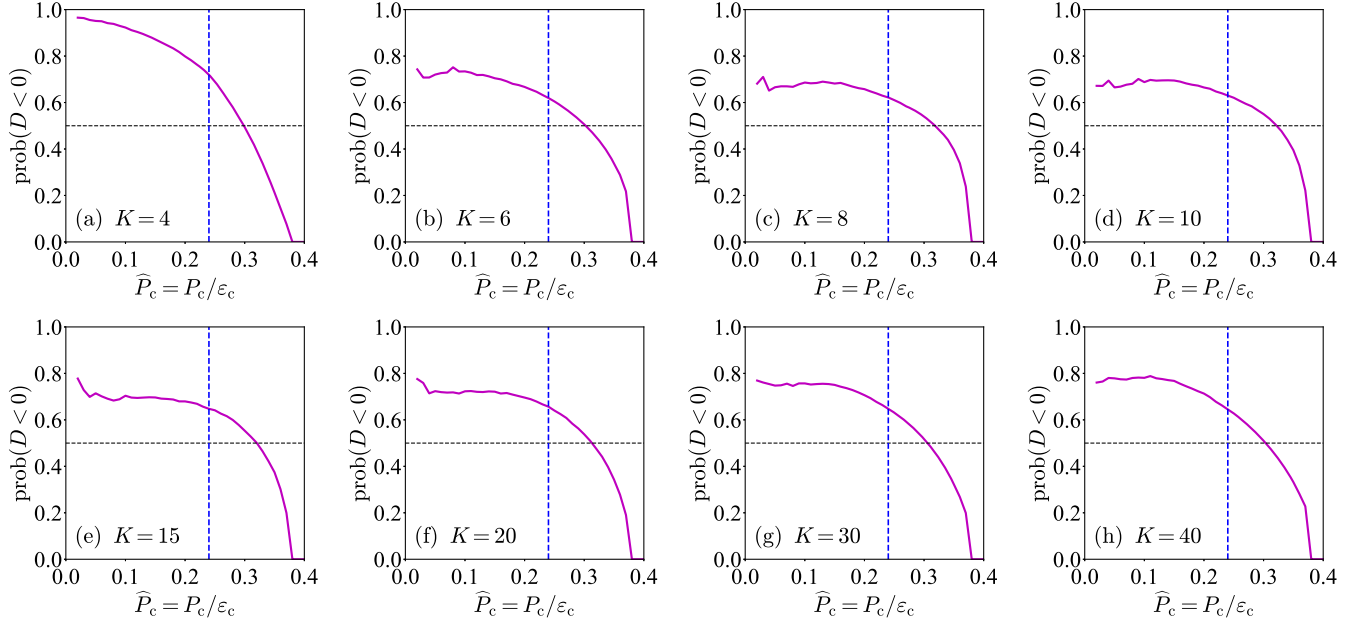 1.0
0.8
0.6
0.4
0.2
0.0
prob(D < 0)
(a) K = 4
0.0 0.1 0.2 0.3 0.4
P̂c = Pc/εc
1.0
0.8
0.6
0.4
0.2
0.0
prob(D < 0)
(b) K = 6
0.0 0.1 0.2 0.3 0.4
P̂c = Pc/εc
1.0
0.8
0.6
0.4
0.2
0.0
prob(D < 0)
(c) K = 8
0.0 0.1 0.2 0.3 0.4
P̂c = Pc/εc
1.0
0.8
0.6
0.4
0.2
0.0
prob(D < 0)
(d) K = 10
0.0 0.1 0.2 0.3 0.4
P̂c = Pc/εc
1.0
0.8
0.6
0.4
0.2
0.0
prob(D < 0)
(e) K = 15
0.0 0.1 0.2 0.3 0.4
P̂c = Pc/εc
1.0
0.8
0.6
0.4
0.2
0.0
prob(D < 0)
(f) K = 20
0.0 0.1 0.2 0.3 0.4
P̂c = Pc/εc
1.0
0.8
0.6
0.4
0.2
0.0
prob(D < 0)
(g) K = 30
0.0 0.1 0.2 0.3 0.4
P̂c = Pc/εc
1.0
0.8
0.6
0.4
0.2
0.0
prob(D < 0)
(h) K = 40
0.0 0.1 0.2 0.3 0.4
P̂c = Pc/εc